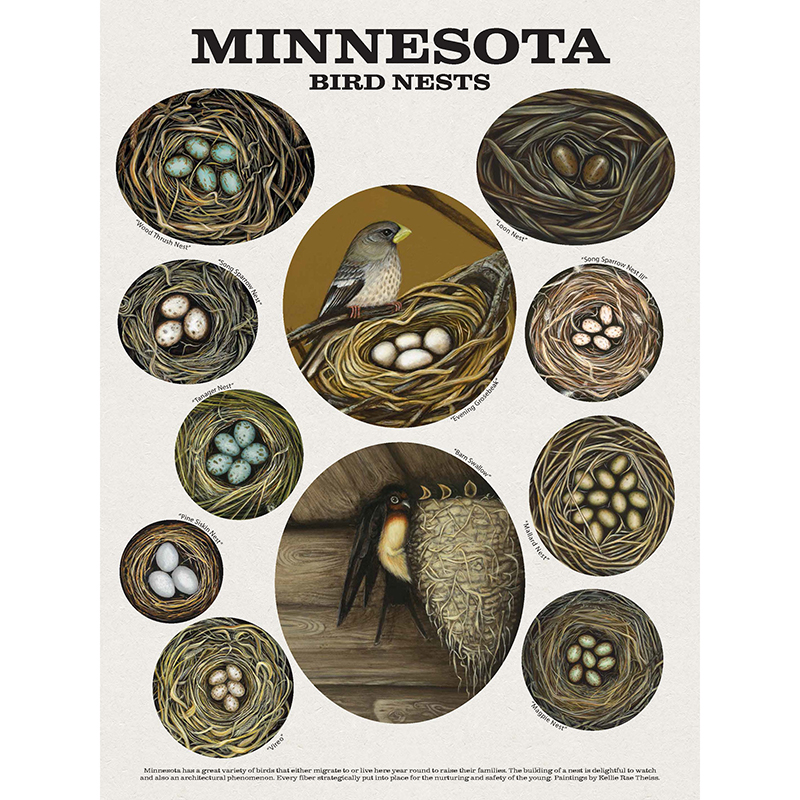 MINNESOTA
BIRD NESTS
"Wood Thrush Nest"
"Loon Nest"
"Song Sparrow Nest"
"Song Sparrow Nest III"
"Evening Grosebeak"
"Tanager Nest"
"Barn Swallow"
"Pine Siskin Nest"
"Mallard Nest"
"Vireo"
"Magpie Nest"
Minnesota has a great variety of birds that either migrate to or live here year round to raise their families. The building of a nest is delightful to watch
and also an architectural phenomenon. Every fiber strategically put into place for the nurturing and safety of the young. Paintings by Kellie Rae Theiss.